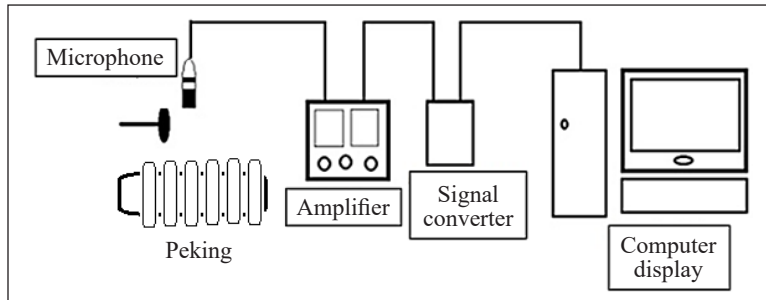 Microphone
Peking
Amplifier
Signal
converter
Computer
display